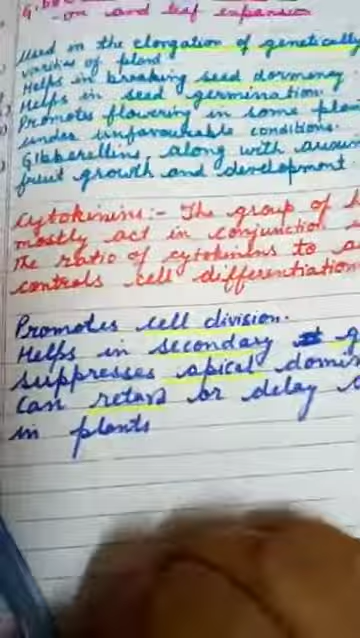 -on and leaf expansion
Used in the elongation of genetically
varities of plant
Helps in breaking seed dormancy
Helps in seed germination.
Promotes flowering in some
under unfavourable conditions.
Gibberellins, along with
fruit growth and development
Cytokinins:- The group of
mostly act in conjunction
The ratio of cytokinins to
controls cell differentiation
Promotes cell division.
Helps in secondary
suppresses apical
Can retard or delay
in plants